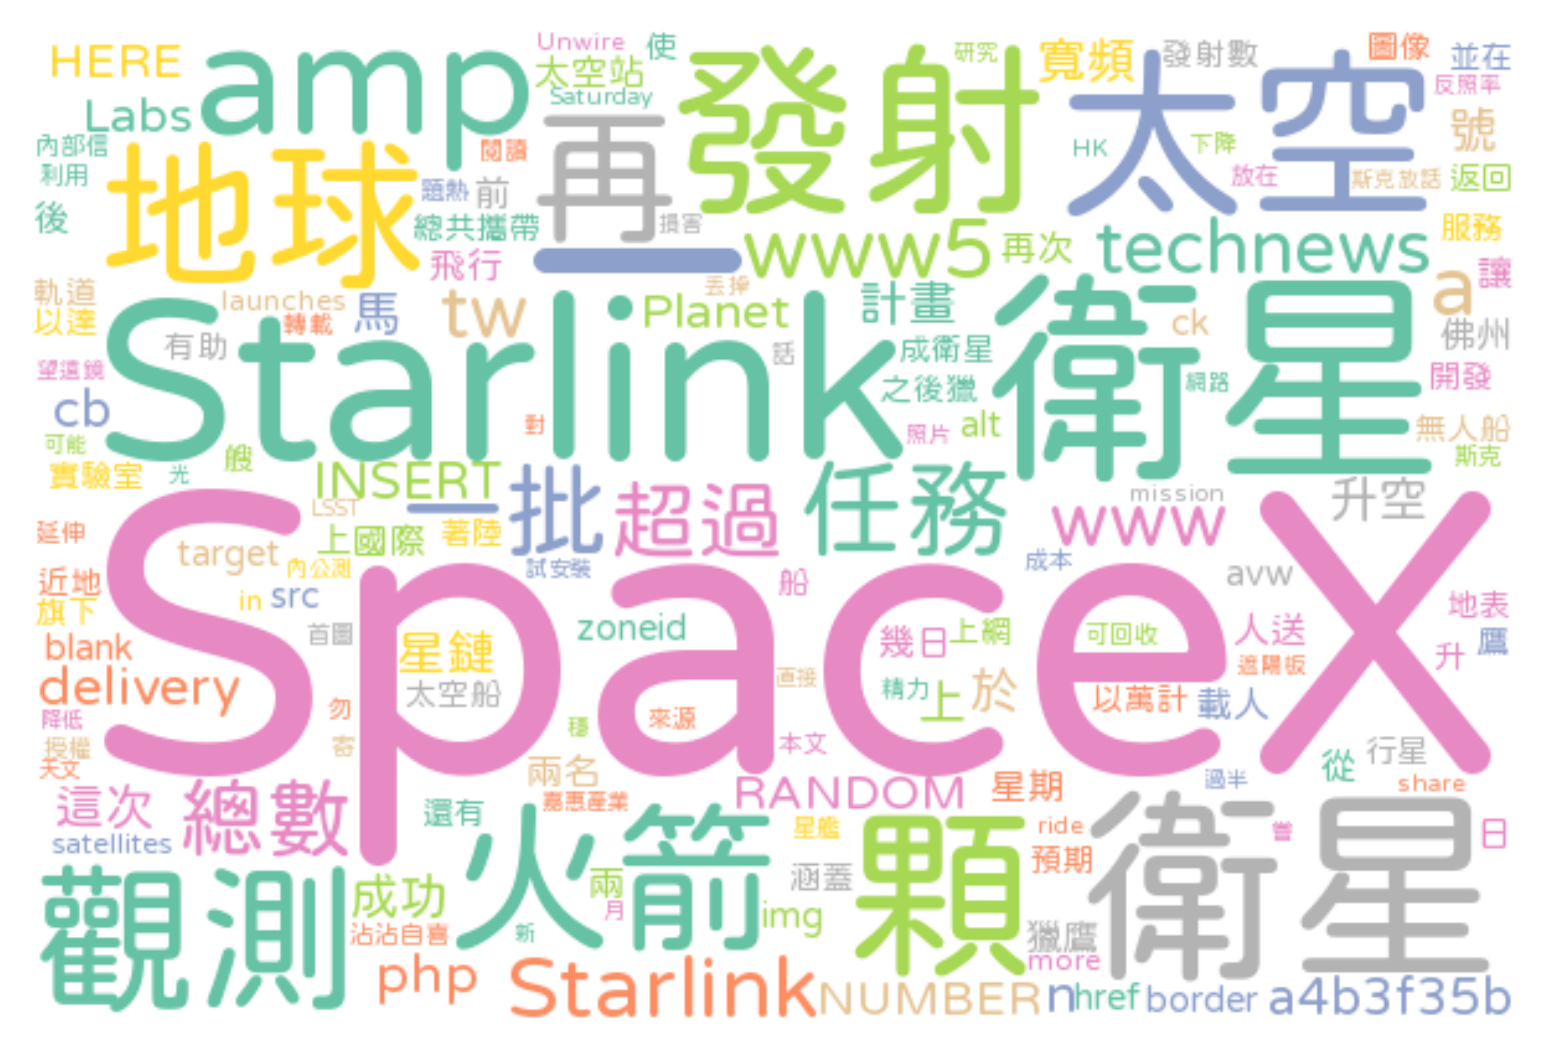 HERE
amp
Unwire
使
太空站
Saturday
發射
研究
寬頻
發射數
太空
圖像
並在
反照率
Labs
內部信
利用
後
地球
閱讀
題熱
前
總共攜帶
飛行
再
損害
一
www5
再次
HK
下降
放在
斯克放話
號
返回
服務
technews
讓
軌道
以達
launches
轉載
馬
tw
丟掉
Planet
計畫
a
ck
佛州
有助
Starlink 衛星
話
成衛星
之後獵
網路
開發
望遠鏡
cb
可能
對
照片
alt
無人船
斯克
實驗室
光
艘
INSERT
LSST
一批
超過
任務
mission
www
升空
延伸
target
上國際
著陸
內公測
試安裝
成本
avw
近地
旗下
in
src
船
地表
blank
首圖
星鏈
zoneid
幾日
上網
可回收
人送
鷹
升
delivery
SpaceX
太空船
直接
精力
上
於
以萬計
遮陽板
載人
降低
授權
天文
勿
寄
穩
來源
本文
兩名
從
行星
這次
總數
嘉惠產業
RANDOM
星期
過半
share
satellites
還有
火箭
星艦
顆
ride
預期
衛星
嘗
日
觀測
成功
兩
月
涵蓋
沾沾自喜
新
img
獵鷹
more
php
Starlink
NUMBER
n
href
border
a4b3f35b